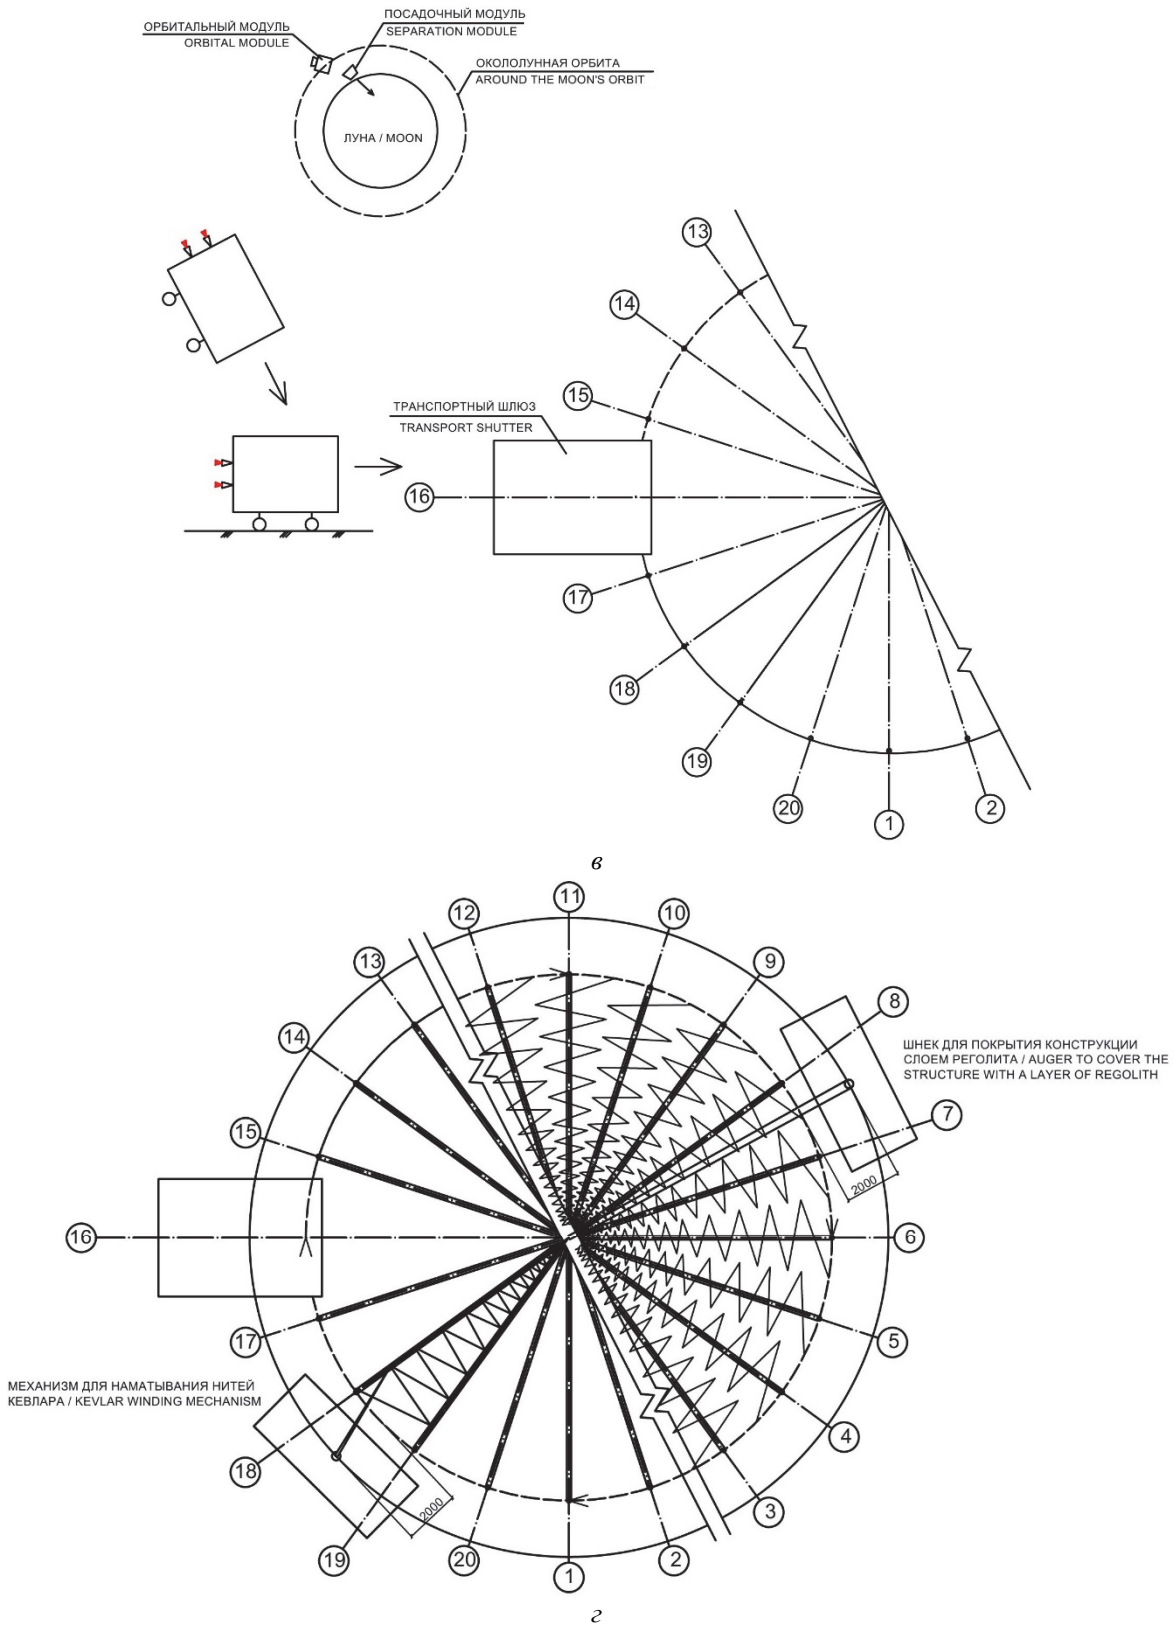 ПОСАДОЧНЫЙ МОДУЛЬ
SEPARATION MODULE
ОРБИТАЛЬНЫЙ МОДУЛЬ
ORBITAL MODULE
ОКОЛОЛУННАЯ ОРБИТА
AROUND THE MOON'S ORBIT
ЛУНА / MOON
13
14
15
ТРАНСПОРТНЫЙ ШЛЮЗ
TRANSPORT SHUTTER
16
17
18
19
20
1
2
в
11
12
10
13
9
8
14
ШНЕК ДЛЯ ПОКРЫТИЯ КОНСТРУКЦИИ
СЛОЕМ РЕГОЛИТА / AUGER TO COVER THE
STRUCTURE WITH A LAYER OF REGOLITH
7
15
2000
16
6
17
5
МЕХАНИЗМ ДЛЯ НАМАТЫВАНИЯ НИТЕЙ
КЕВЛАРА / KEVLAR WINDING MECHANISM
4
18
2000
3
19
20
1
2
г